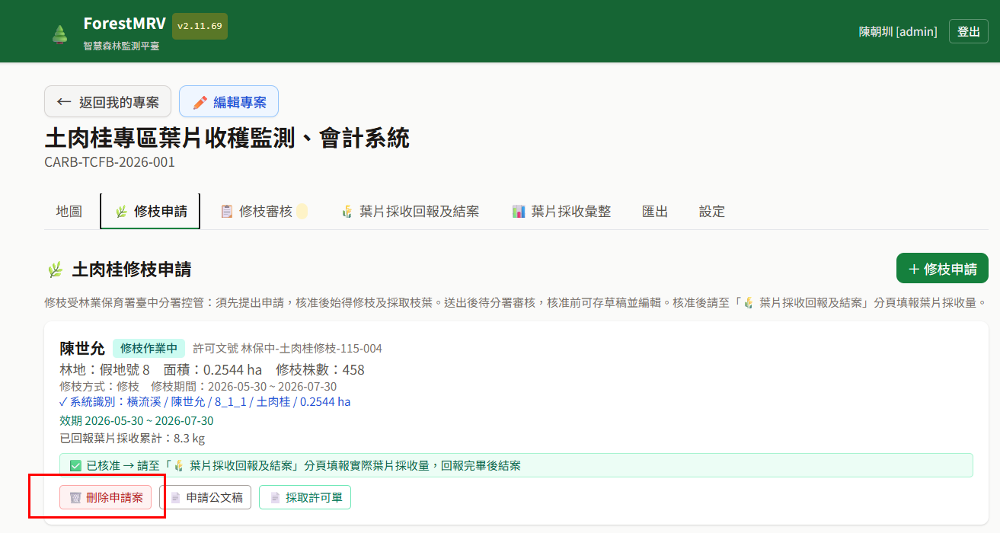 ForestMRV v2.11.69
智慧森林監測平臺
陳朝圳 [admin] 登出
← 返回我的專案 編輯專案
土肉桂專區葉片收穫監測、會計系統
CARB-TCFB-2026-001
地圖 修枝申請 修枝審核 葉片採收回報及結案 葉片採收彙整 匯出 設定
土肉桂修枝申請
＋ 修枝申請
修枝受林業保育署臺中分署控管：須先提出申請，核准後始得修枝及採取枝葉。送出後待分署審核，核准前可存草稿並編輯。核准後請至「 葉片採收回報及結案」分頁填報葉片採收量。
陳世允 修枝作業中 許可文號 林保中-土肉桂修枝-115-004
林地：假地號 8 面積：0.2544 ha 修枝株數：458
修枝方式：修枝 修枝期間：2026-05-30 ~ 2026-07-30
✓ 系統識別：橫流溪 / 陳世允 / 8_1_1 / 土肉桂 / 0.2544 ha
效期 2026-05-30 ~ 2026-07-30
已回報葉片採收累計：8.3 kg
✅ 已核准 → 請至「 葉片採收回報及結案」分頁填報實際葉片採收量，回報完畢後結案
刪除申請案 申請公文稿 採取許可單